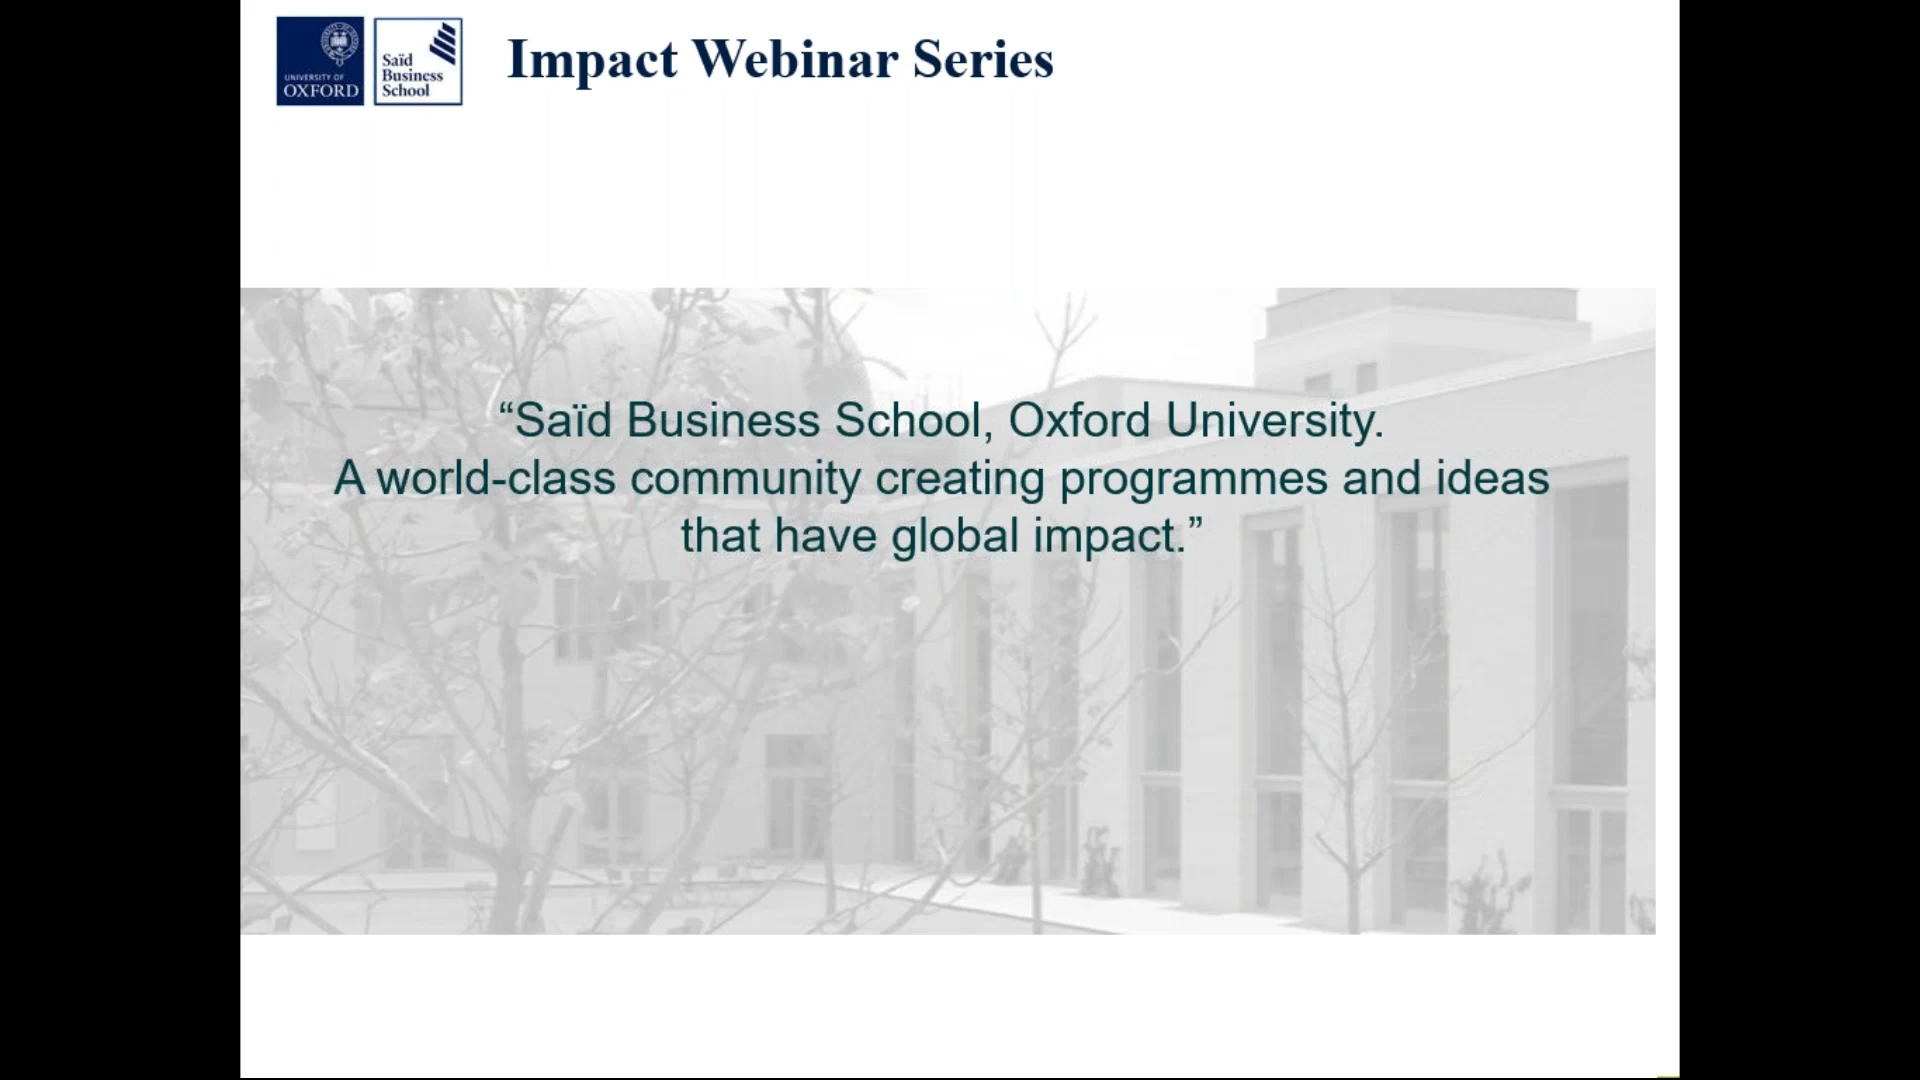 UNIVERSITY OF
OXFORD
Saïd
Business
School
Impact Webinar Series
“Saïd Business School, Oxford University.
A world-class community creating programmes and ideas
that have global impact.”